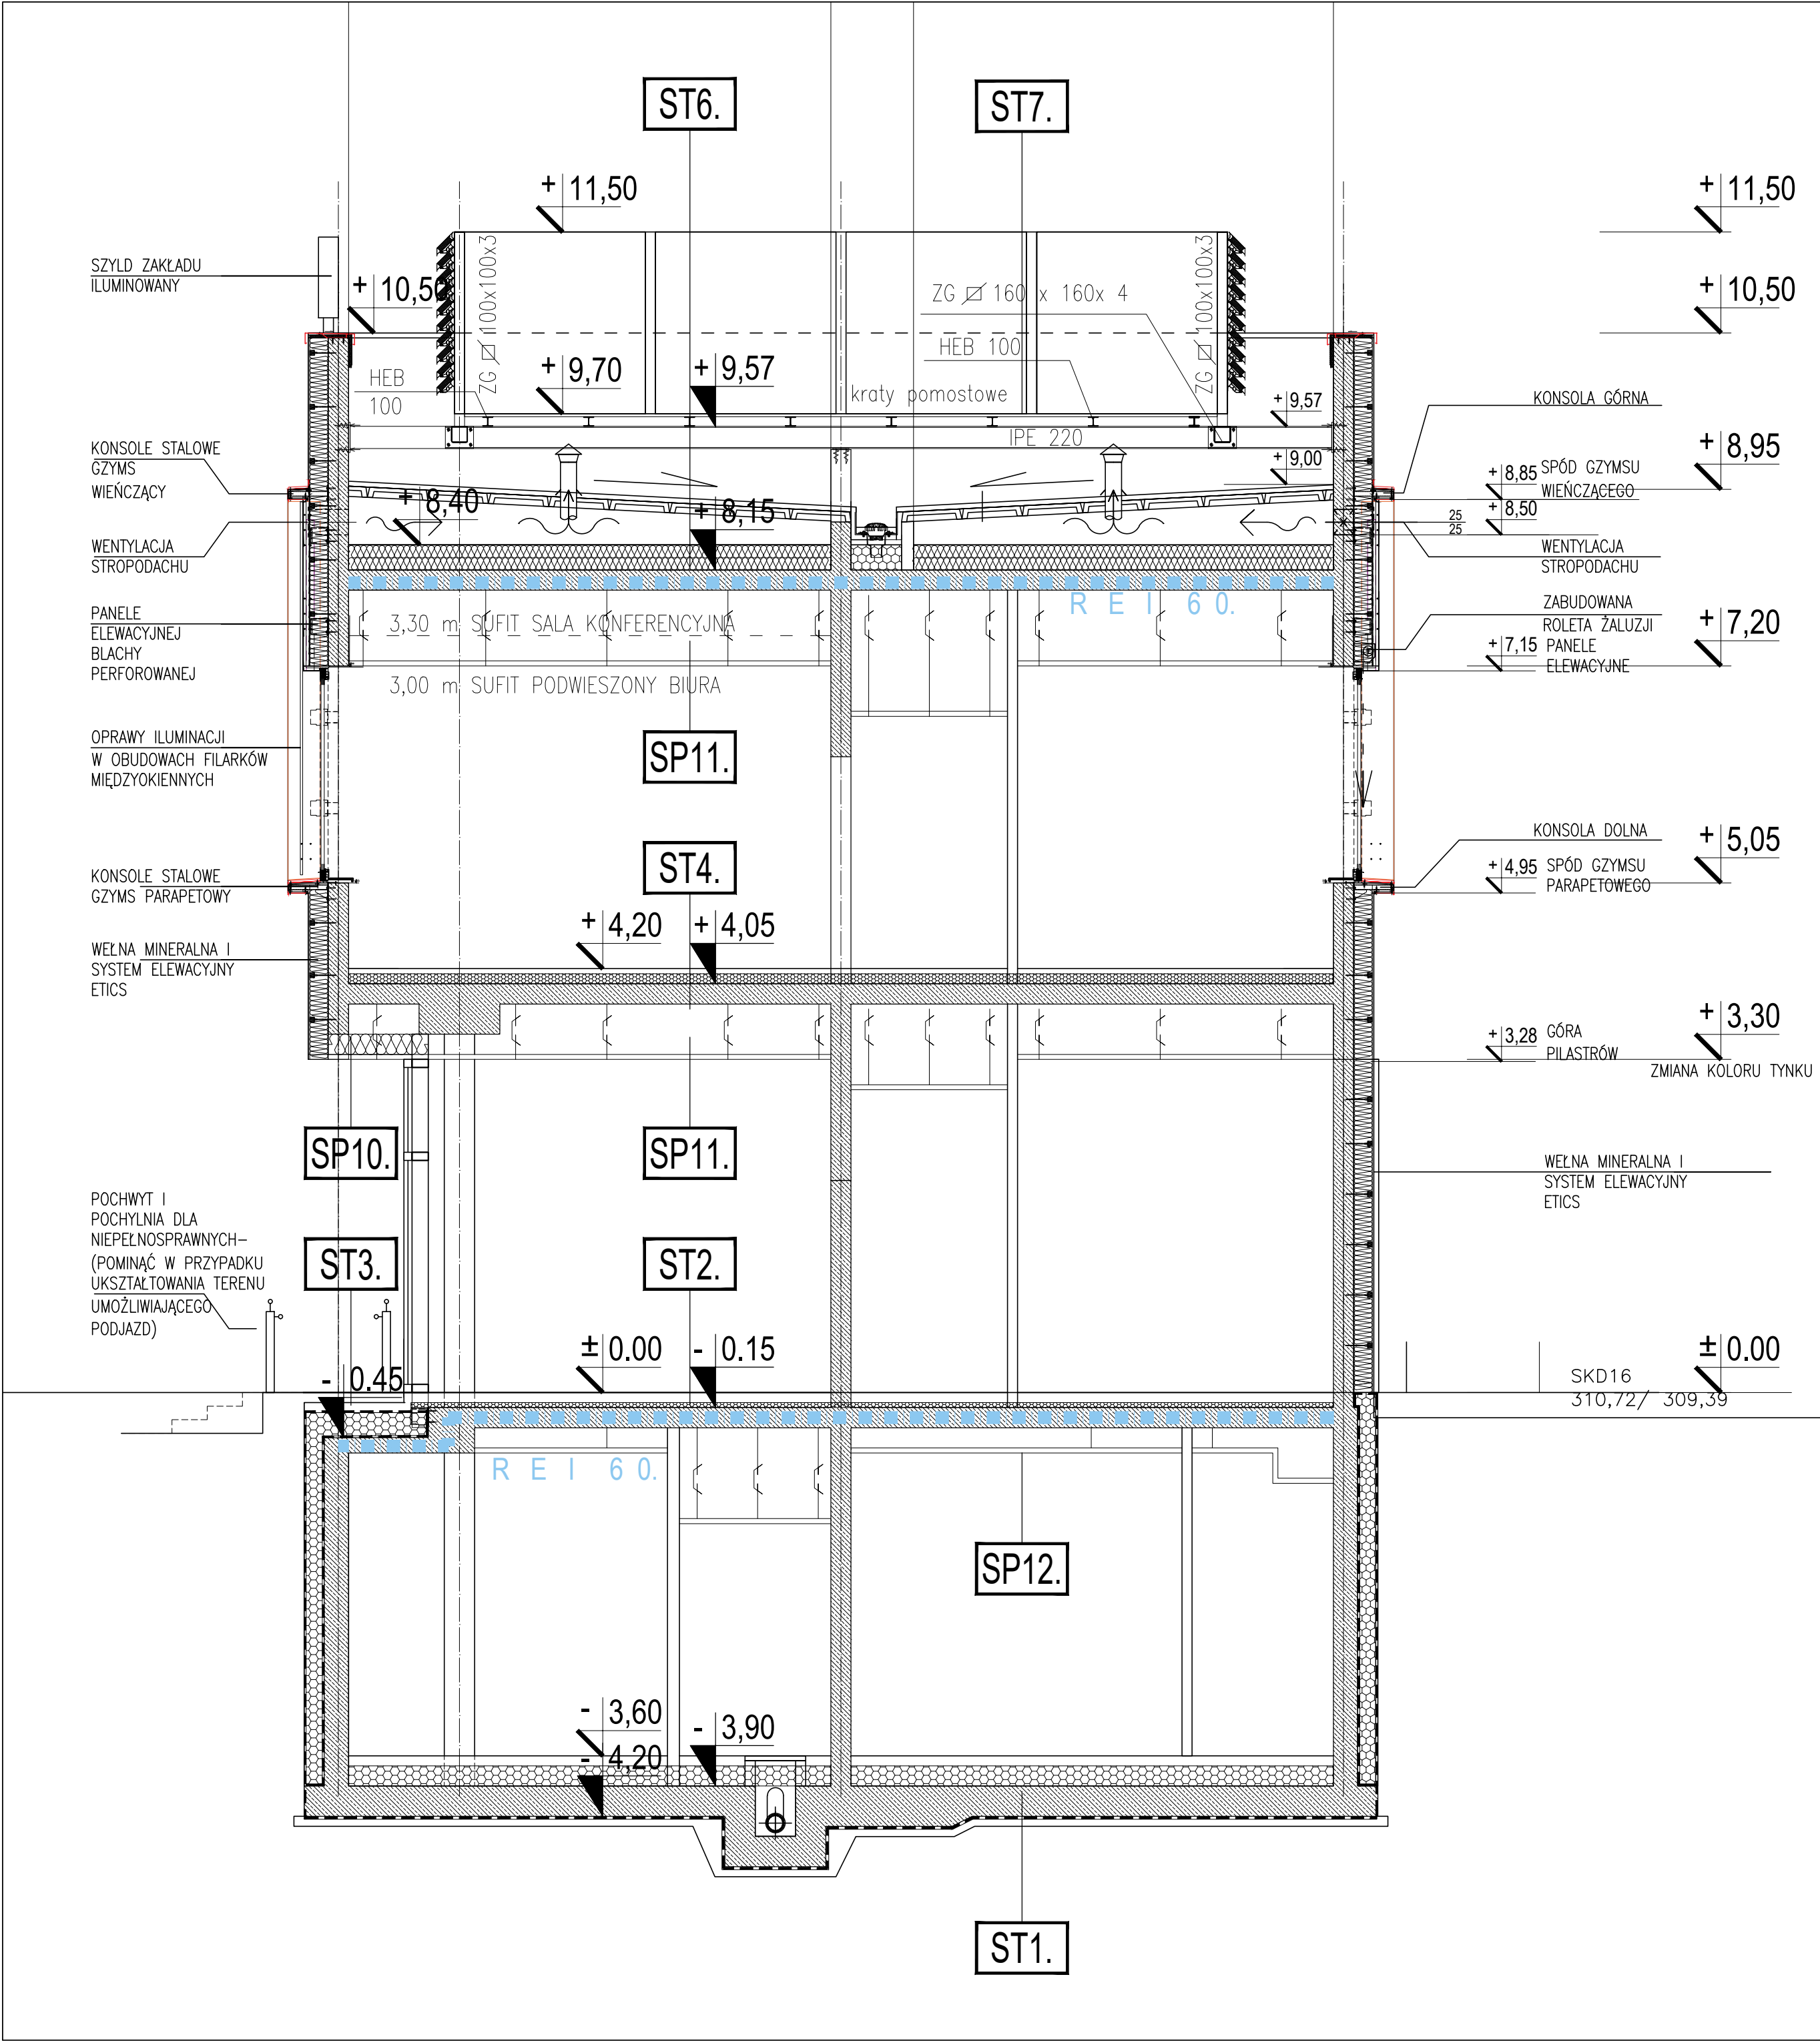 ST6.
ST7.
+ 11,50
+ 11,50
SZYLD ZAKŁADU
ILUMINOWANY
+ 10,50
ZG 100x100x3
ZG 160 x 160x 4
ZG 100x100x3
+ 10,50
HEB 100
HEB
100
+ 9,70
+ 9,57
kraty pomostowe
+ 9,57
KONSOLA GÓRNA
IPE 220
KONSOLE STALOWE
GZYMS
WIEŃCZĄCY
+ 9,00
+ 8,85 SPÓD GZYMSU
WIEŃCZĄCEGO
+ 8,95
+ 8,40
+ 8,15
25
25
+ 8,50
WENTYLACJA
STROPODACHU
WENTYLACJA
STROPODACHU
R E I 6 0.
PANELE
ELEWACYJNEJ
BLACHY
PERFOROWANEJ
3,30 m SUFIT SALA KONFERENCYJNA
3,00 m SUFIT PODWIESZONY BIURA
ZABUDOWANA
ROLETA ŻALUZJI
+ 7,15 PANELE
ELEWACYJNE
+ 7,20
OPRAWY ILUMINACJI
W OBUDOWACH FILARKÓW
MIĘDZYOKIENNYCH
SP11.
ST4.
KONSOLA DOLNA
+ 4,95 SPÓD GZYMSU
PARAPETOWEGO
+ 5,05
KONSOLE STALOWE
GZYMS PARAPETOWY
+ 4,20
+ 4,05
WEŁNA MINERALNA I
SYSTEM ELEWACYJNY
ETICS
+ 3,28 GÓRA
PILASTRÓW
+ 3,30
ZMIANA KOLORU TYNKU
SP10.
SP11.
WEŁNA MINERALNA I
SYSTEM ELEWACYJNY
ETICS
POCHWYT I
POCHYLNIA DLA
NIEPEŁNOSPRAWNYCH–
(POMINĄĆ W PRZYPADKU
UKSZTAŁTOWANIA TERENU
UMOŻLIWIAJĄCEGO
PODJAZD)
ST3.
ST2.
± 0.00
- 0.15
± 0.00
- 0.45
SKD16
310,72/ 309,39
R E I 6 0.
SP12.
- 3,60
- 3,90
- 4,20
ST1.